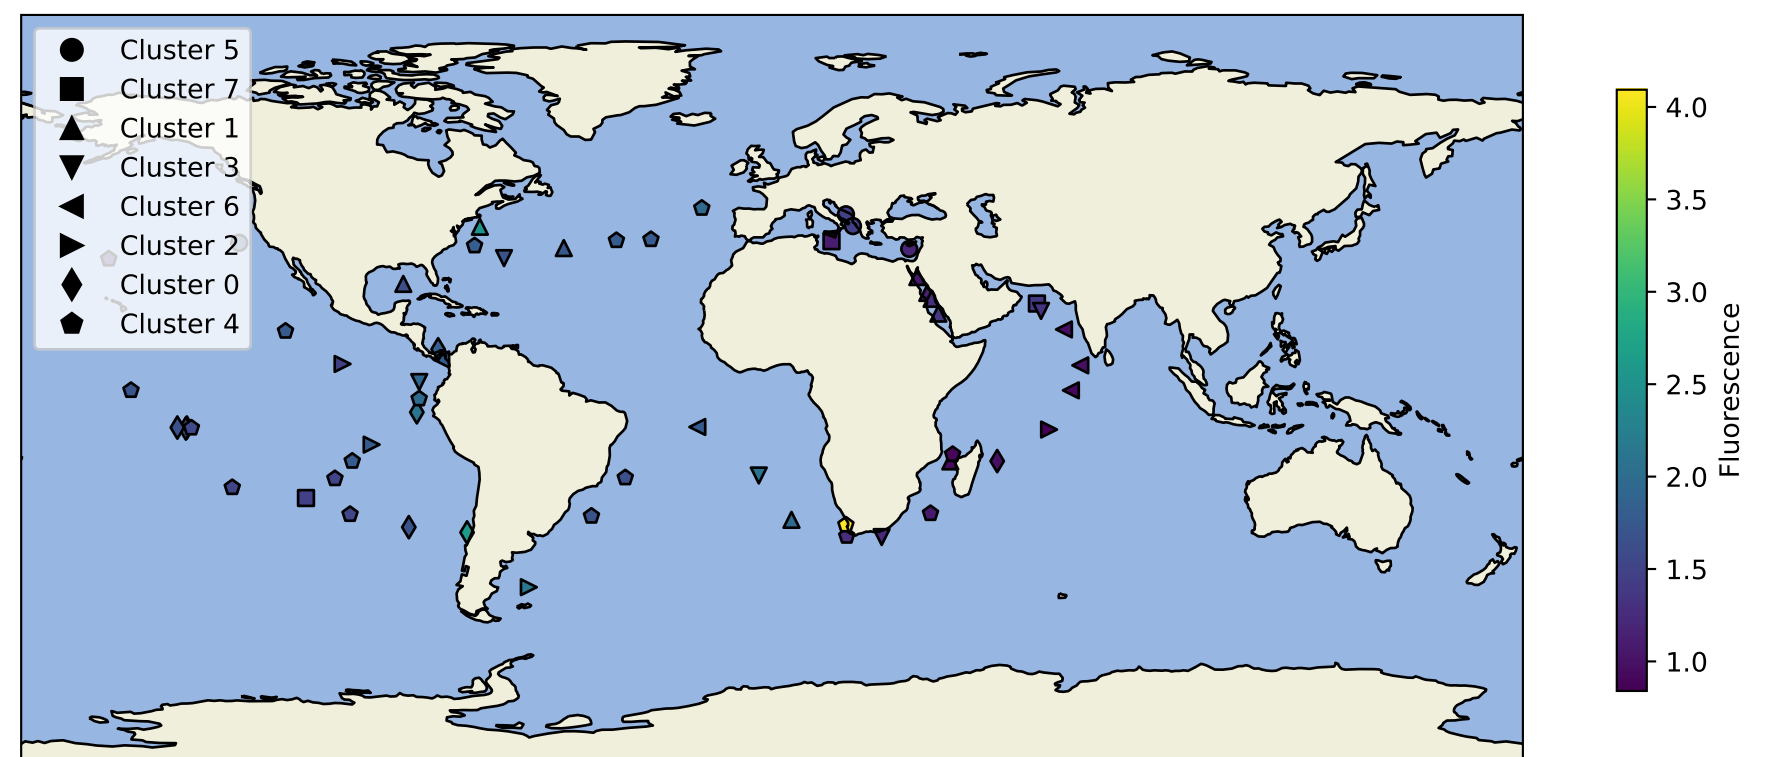 Cluster 5
Cluster 7
Cluster 1
Cluster 3
Cluster 6
Cluster 2
Cluster 0
Cluster 4
4.0
3.5
3.0
2.5
2.0
1.5
1.0
Fluorescence